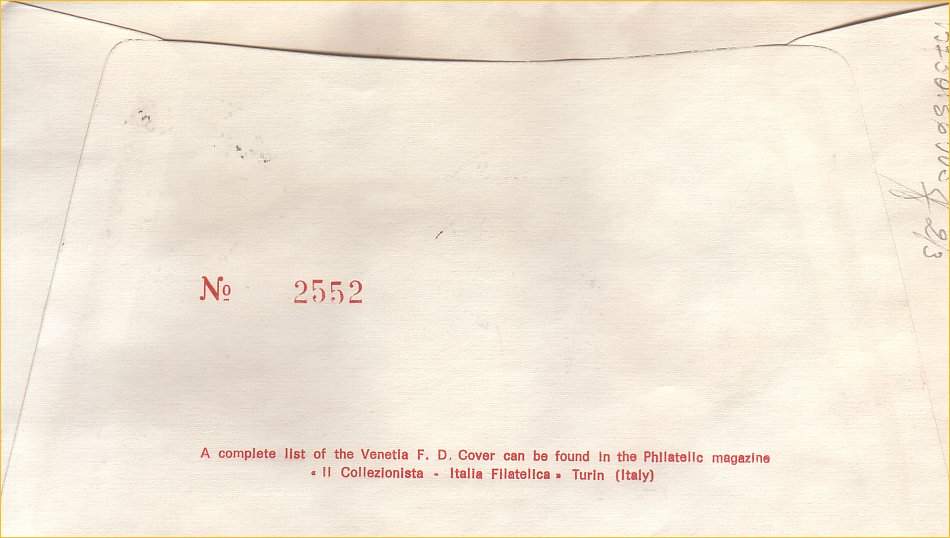 No 2552
A complete list of the Venetia F. D. Cover can be found in the Philatelic magazine
« Il Collezionista - Italia Filatelica » Turin (Italy)